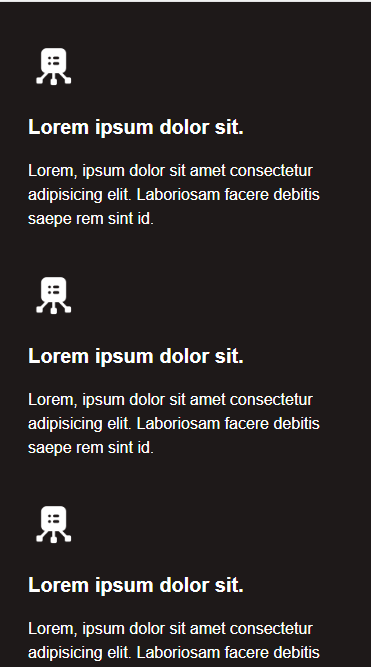 Lorem ipsum dolor sit.
Lorem, ipsum dolor sit amet consectetur
adipisicing elit. Laboriosam facere debitis
saepe rem sint id.
Lorem ipsum dolor sit.
Lorem, ipsum dolor sit amet consectetur
adipisicing elit. Laboriosam facere debitis
saepe rem sint id.
Lorem ipsum dolor sit.
Lorem, ipsum dolor sit amet consectetur
adipisicing elit. Laboriosam facere debitis